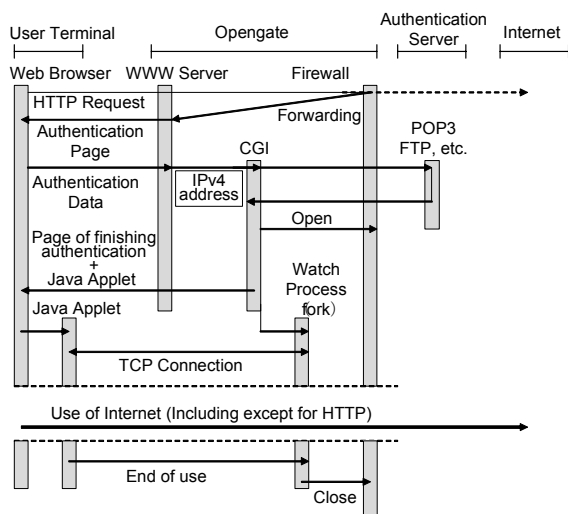 User Terminal
Opengate
Authentication
Server
Internet
Web Browser
WWW Server
Firewall
HTTP Request
Forwarding
Authentication
Page
CGI
POP3
FTP, etc.
Authentication
Data
IPv4
address
Open
Page of finishing
authentication
+
Java Applet
Watch
Process
(fork)
Java Applet
TCP Connection
Use of Internet (Including except for HTTP)
End of use
Close